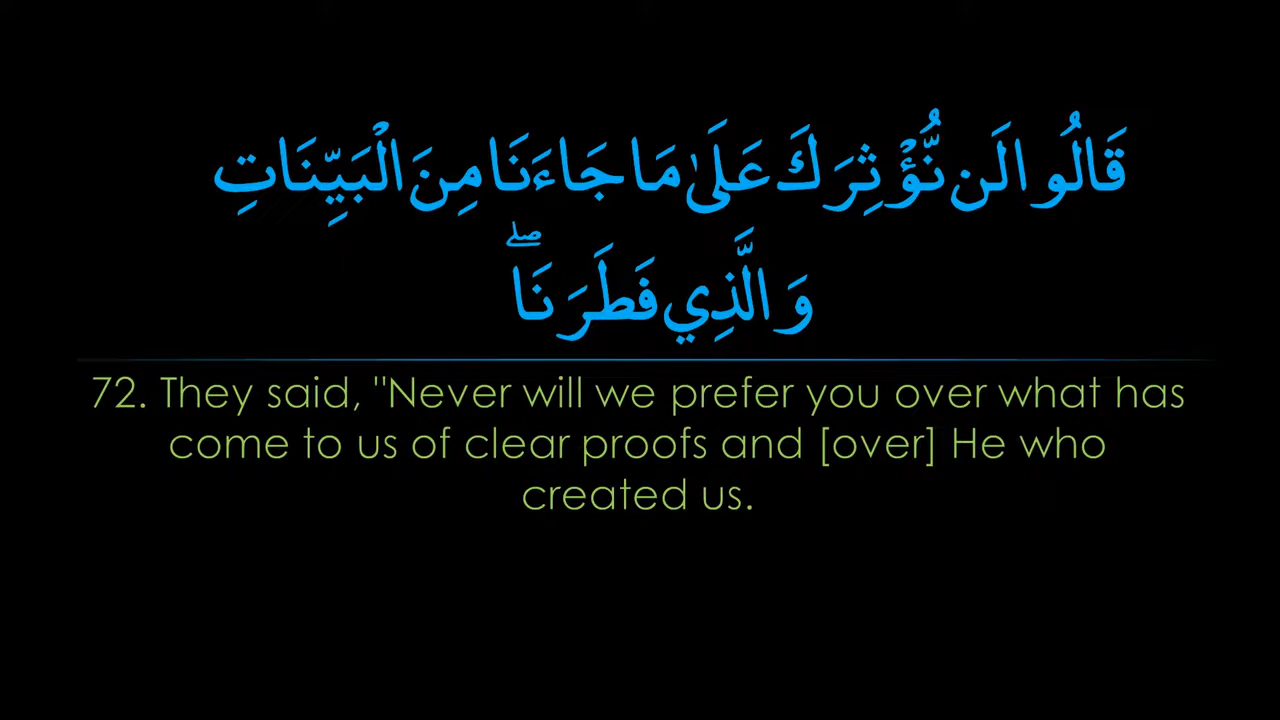 قَالُوا لَن نُّؤْثِرَكَ عَلَىٰ مَا جَاءَنَا مِنَ الْبَيِّنَاتِ
وَالَّذِي فَطَرَنَا ۖ
72. They said, "Never will we prefer you over what has
come to us of clear proofs and [over] He who
created us.